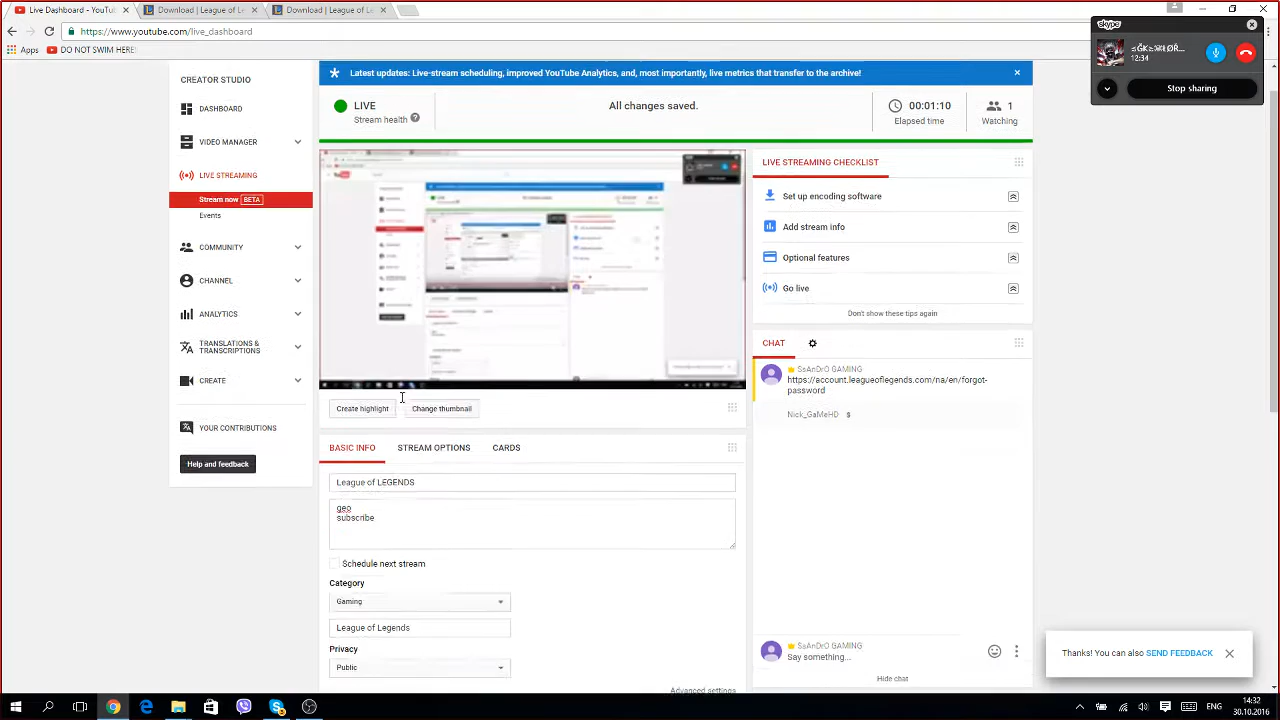 Live Dashboard - YouTu
Download | League of L
Download | League of Le
https://www.youtube.com/live_dashboard
Apps
DO NOT SWIM HERE!
skype
12:34
Stop sharing
CREATOR STUDIO
DASHBOARD
VIDEO MANAGER
LIVE STREAMING
Stream now BETA
Events
COMMUNITY
CHANNEL
ANALYTICS
TRANSLATIONS &
TRANSCRIPTIONS
CREATE
YOUR CONTRIBUTIONS
Help and feedback
Latest updates: Live-stream scheduling, improved YouTube Analytics, and, most importantly, live metrics that transfer to the archive!
LIVE
Stream health
All changes saved.
00:01:10
Elapsed time
1
Watching
Create highlight
Change thumbnail
BASIC INFO
STREAM OPTIONS
CARDS
League of LEGENDS
geo
subscribe
Schedule next stream
Category
Gaming
League of Legends
Privacy
Public
Advanced settings
LIVE STREAMING CHECKLIST
Set up encoding software
Add stream info
Optional features
Go live
Don't show these tips again
CHAT
SsAnDrO GAMING
https://account.leagueoflegends.com/na/en/forgot-
password
Nick_GaMeHD $
SsAnDrO GAMING
Say something...
Hide chat
Thanks! You can also SEND FEEDBACK
ENG
14:32
30.10.2016